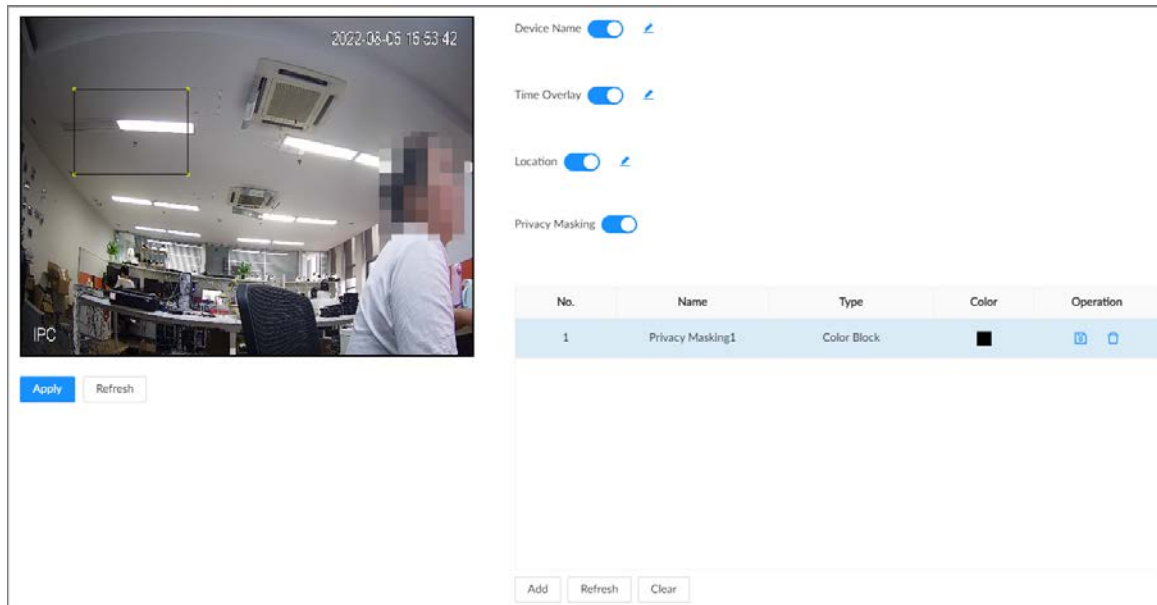 2022-08-05 16:53:42
IPC
Apply
Refresh
Device Name
Time Overlay
Location
Privacy Masking
No. Name Type Color Operation
1 Privacy Masking1 Color Block
Add Refresh Clear